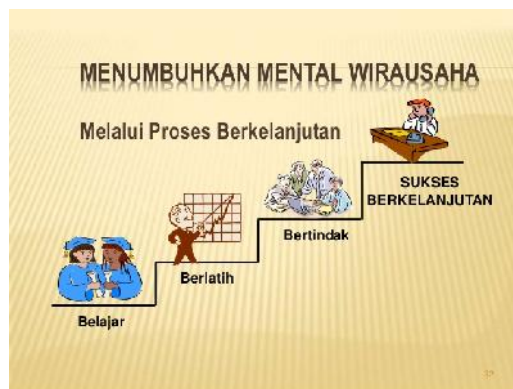 MENUMBUHKAN MENTAL WIRAUSAHA
Melalui Proses Berkelanjutan
SUKSES
BERKELANJUTAN
Bertindak
Berlatih
Belajar